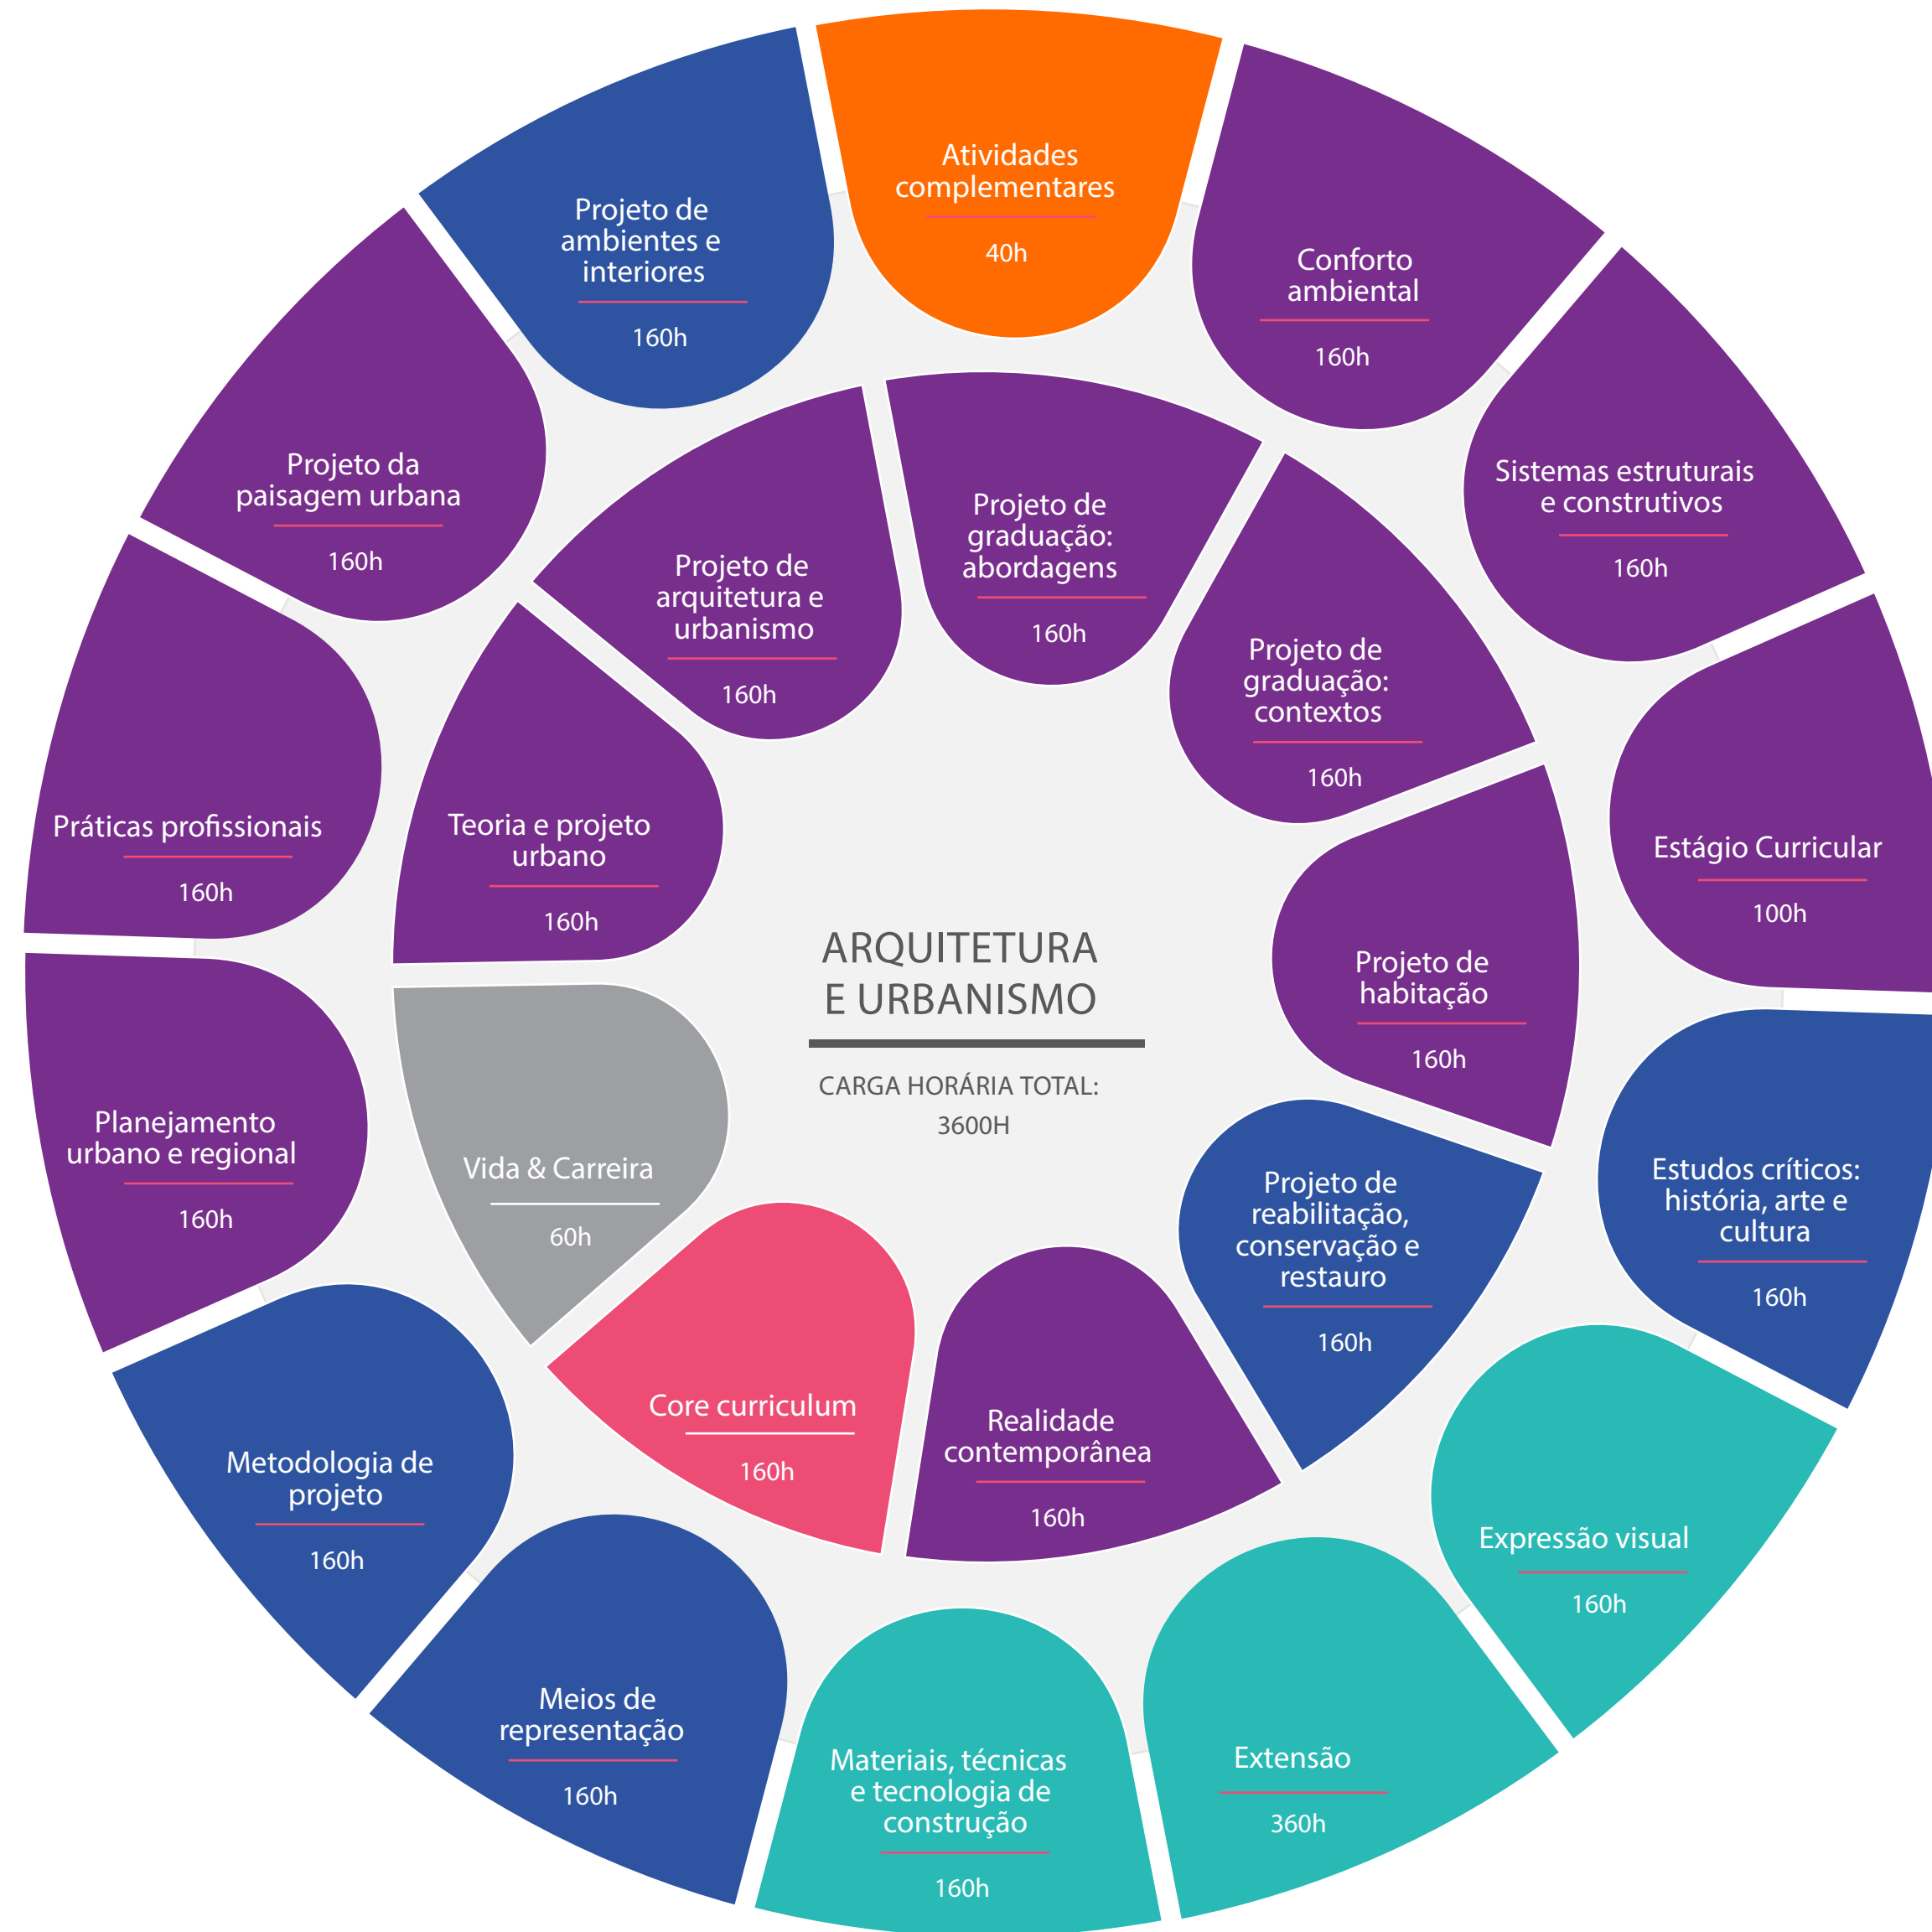 Atividades
complementares
40h
Conforto
ambiental
160h
Sistemas estruturais
e construtivos
160h
Estágio Curricular
100h
Estudos críticos:
história, arte e
cultura
160h
Expressão visual
160h
Extensão
360h
Materiais, técnicas
e tecnologia de
construção
160h
Meios de
representação
160h
Metodologia de
projeto
160h
Planejamento
urbano e regional
160h
Práticas profissionais
160h
Projeto da
paisagem urbana
160h
Projeto de
ambientes e
interiores
160h
Projeto de
graduação:
abordagens
160h
Projeto de
graduação:
contextos
160h
Projeto de
habitação
160h
Projeto de
reabilitação,
conservação e
restauro
160h
Realidade
contemporânea
160h
Core curriculum
160h
Vida & Carreira
60h
Teoria e projeto
urbano
160h
Projeto de
arquitetura e
urbanismo
160h
ARQUITETURA
E URBANISMO
CARGA HORÁRIA TOTAL:
3600H